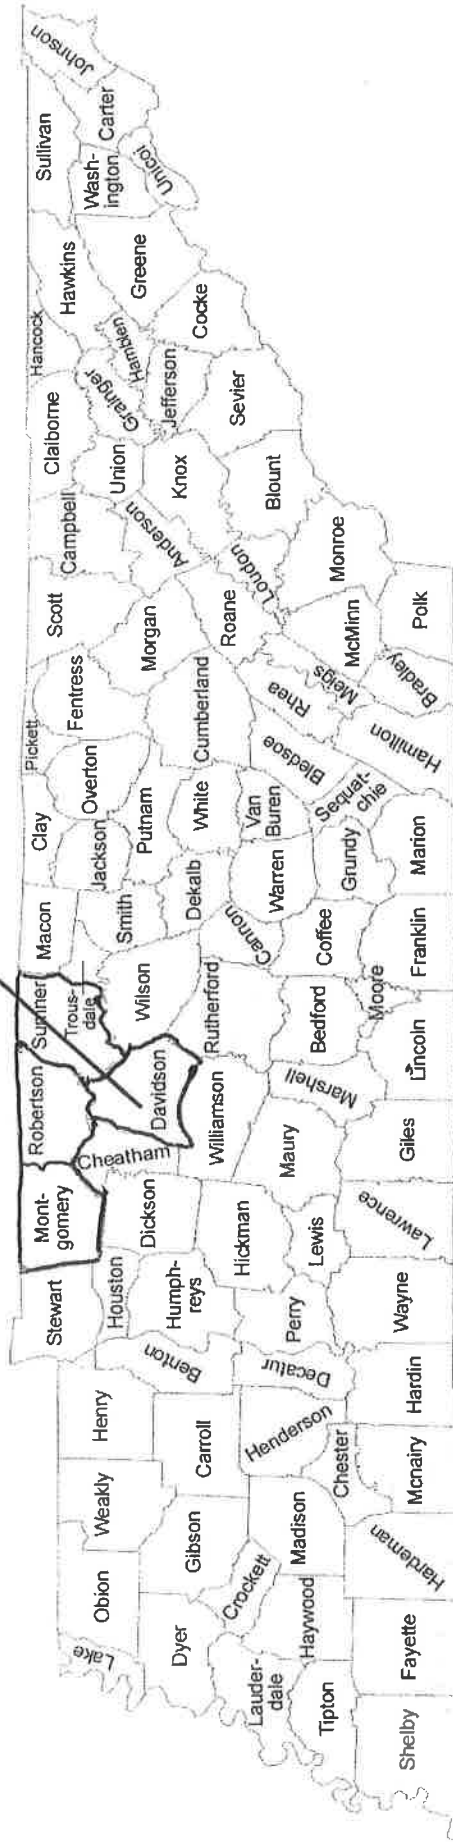 Johnson
Sullivan
Carter
Wash-
ington
Unicoi
Hawkins
Greene
Hancock
Hamblen
Cocke
Claiborne
Grainger
Jefferson
Sevier
Union
Knox
Campbell
Anderson
Blount
Scott
Loudon
Monroe
Morgan
Roane
McMinn
Polk
Pickett
Fentress
Cumberland
Rhea
Meigs
Bradley
Clay
Overton
Putnam
Bledsoe
Hamilton
Jackson
White
Van
Buren
Sequat-
chie
Macon
Smith
Dekalb
Warren
Grundy
Marion
Sumner
Trous-
dale
Wilson
Cannon
Coffee
Franklin
Robertson
Davidson
Rutherford
Bedford
Moore
Cheatham
Williamson
Marshall
Lincoln
Mont-
gomery
Dickson
Maury
Giles
Stewart
Houston
Humph-
reys
Hickman
Lewis
Lawrence
Benton
Perry
Wayne
Henry
Decatur
Carroll
Henderson
Hardin
Weakly
Chester
Mcnairy
Obion
Gibson
Madison
Hardeman
Crockett
Lake
Dyer
Haywood
Fayette
Lauder-
dale
Tipton
Shelby